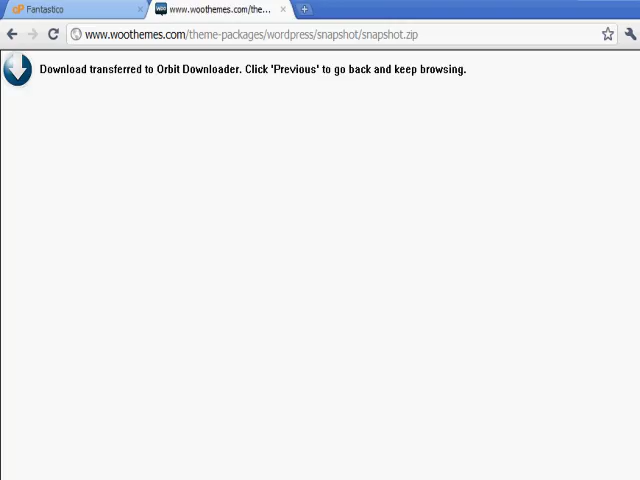 Fantastico
www.woothemes.com/the...
www.woothemes.com/theme-packages/wordpress/snapshot/snapshot.zip
Download transferred to Orbit Downloader. Click 'Previous' to go back and keep browsing.